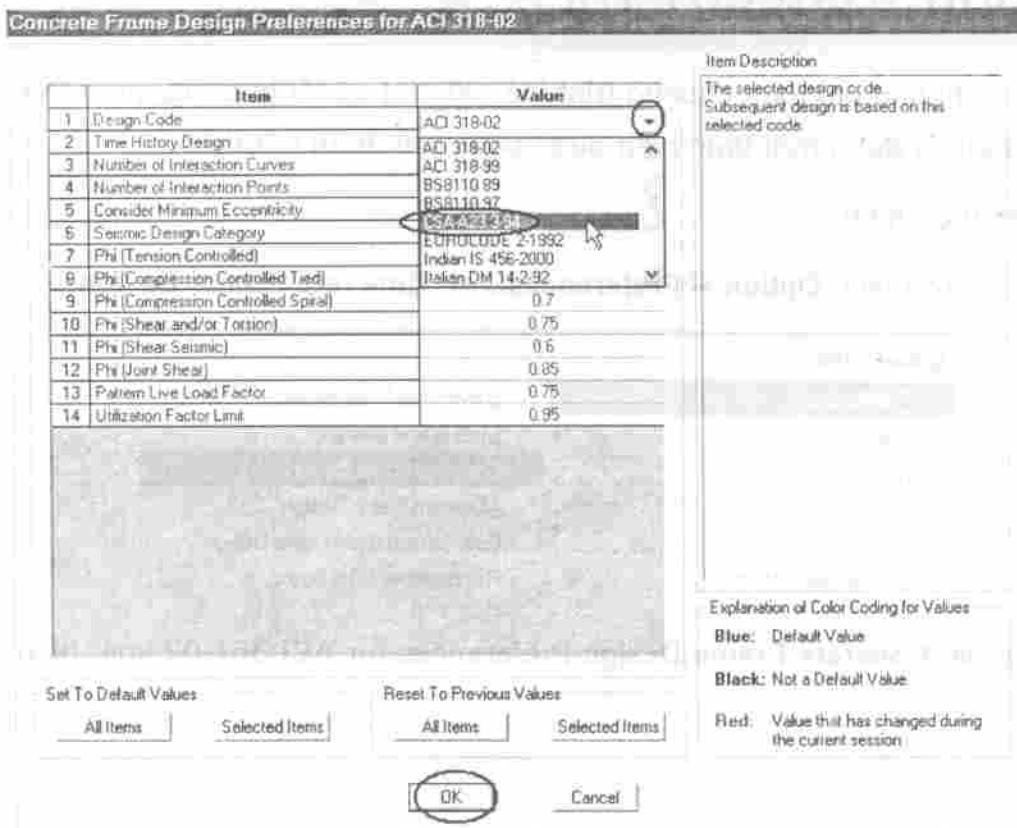 Concrete Frame Design Preferences for ACI 318-02
Item Value
1 Design Code ACI 318-02
2 Time History Design
3 Number of Interaction Curves
4 Number of Interaction Points
5 Consider Minimum Eccentricity
6 Seismic Design Category
7 Phi (Tension Controlled)
8 Phi (Compression Controlled Tied)
9 Phi (Compression Controlled Spiral) 0.7
10 Phi (Shear and/or Torsion) 0.75
11 Phi (Shear Seismic) 0.6
12 Phi (Joint Shear) 0.85
13 Pattern Live Load Factor 0.75
14 Utilization Factor Limit 0.95
ACI 318-02
ACI 318-99
BS8110 89
BS8110 97
CSA-A23.3-94
EUROCODE 2-1992
Indian IS 456-2000
Italian DM 14-2-92
Item Description
The selected design code.
Subsequent design is based on this
selected code.
Explanation of Color Coding for Values
Blue: Default Value
Black: Not a Default Value
Red: Value that has changed during
the current session
Set To Default Values
All Items Selected Items
Reset To Previous Values
All Items Selected Items
OK Cancel